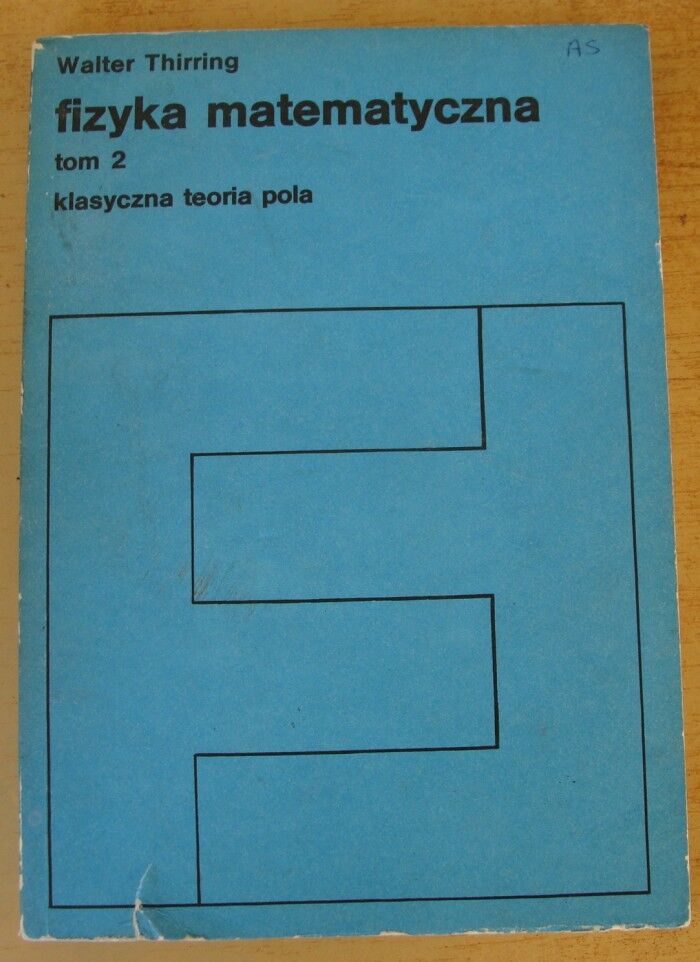 AS
Walter Thirring
fizyka matematyczna
tom 2
klasyczna teoria pola